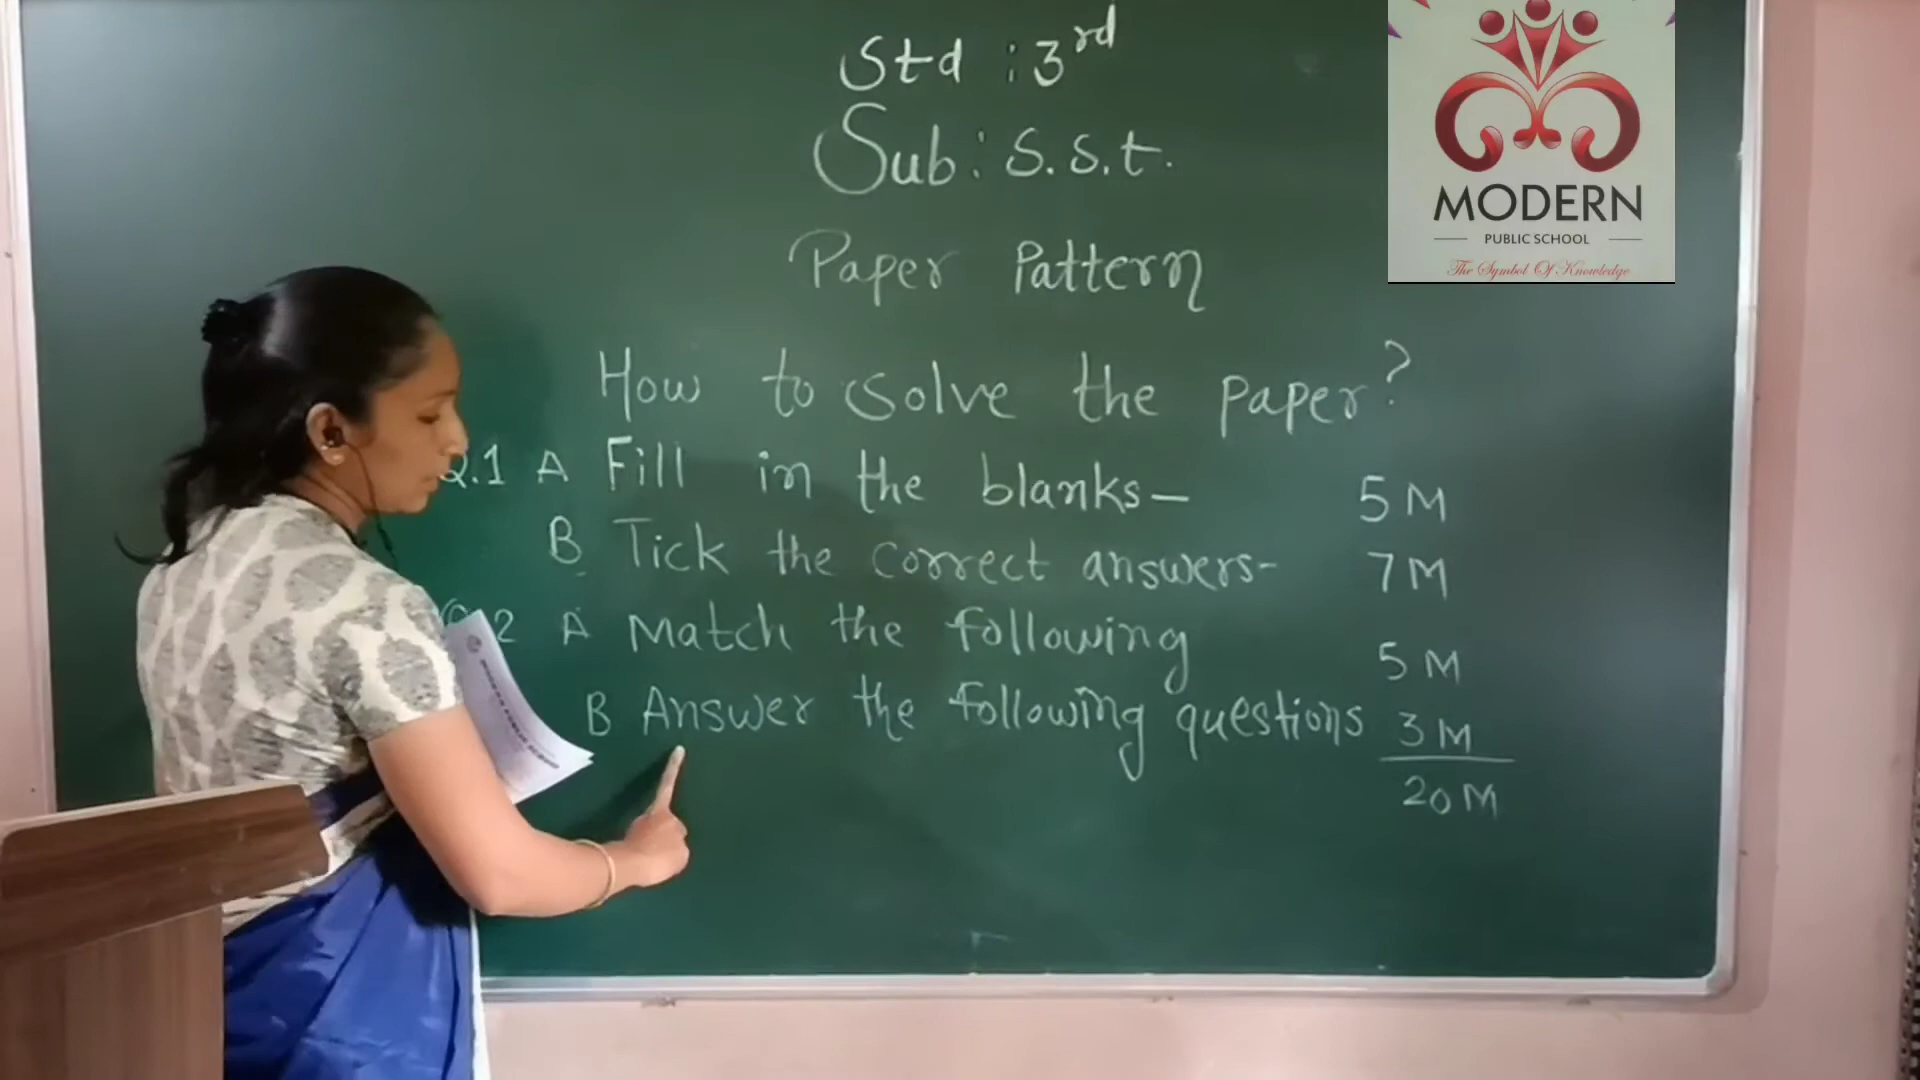 Std : 3rd
Sub : S.S.t.
Paper Pattern
How to solve the paper?
Q.1 A Fill in the blanks – 5 M
B Tick the correct answers - 7 M
Q.2 A Match the following 5 M
B Answer the following questions 3 M
20 M
MODERN
PUBLIC SCHOOL
The Symbol Of Knowledge